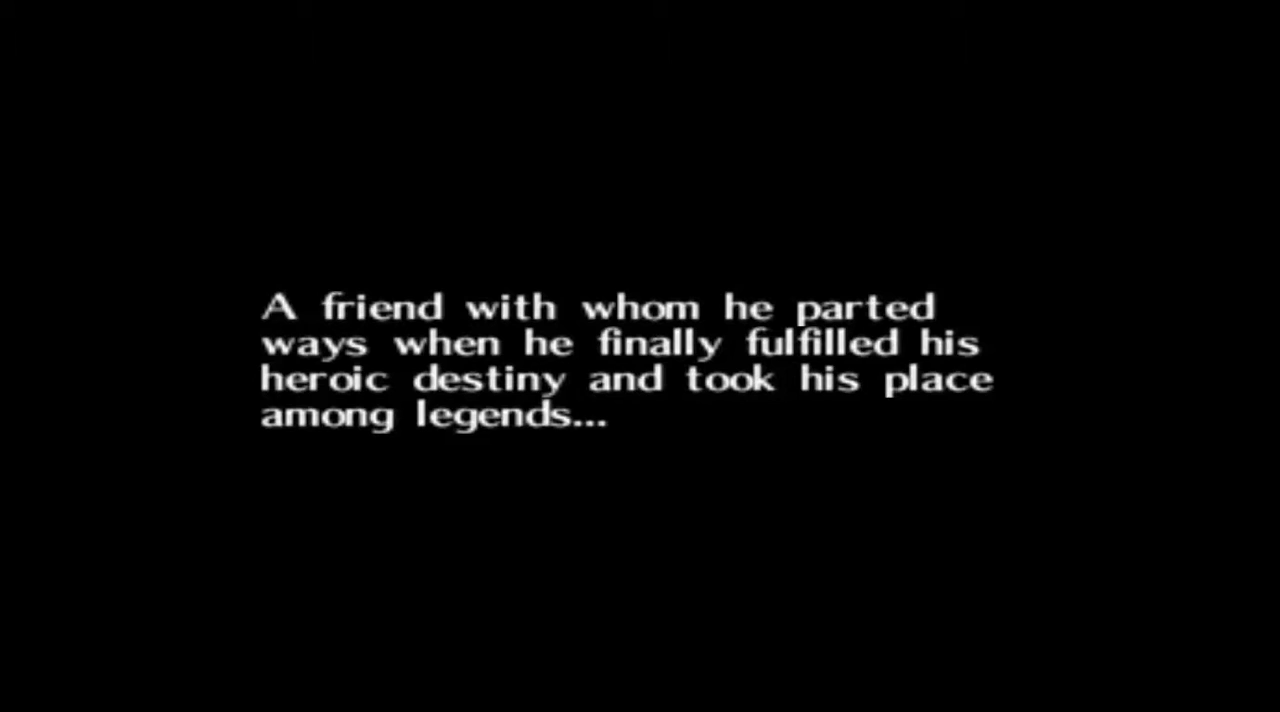 A friend with whom he parted
ways when he finally fulfilled his
heroic destiny and took his place
among legends...